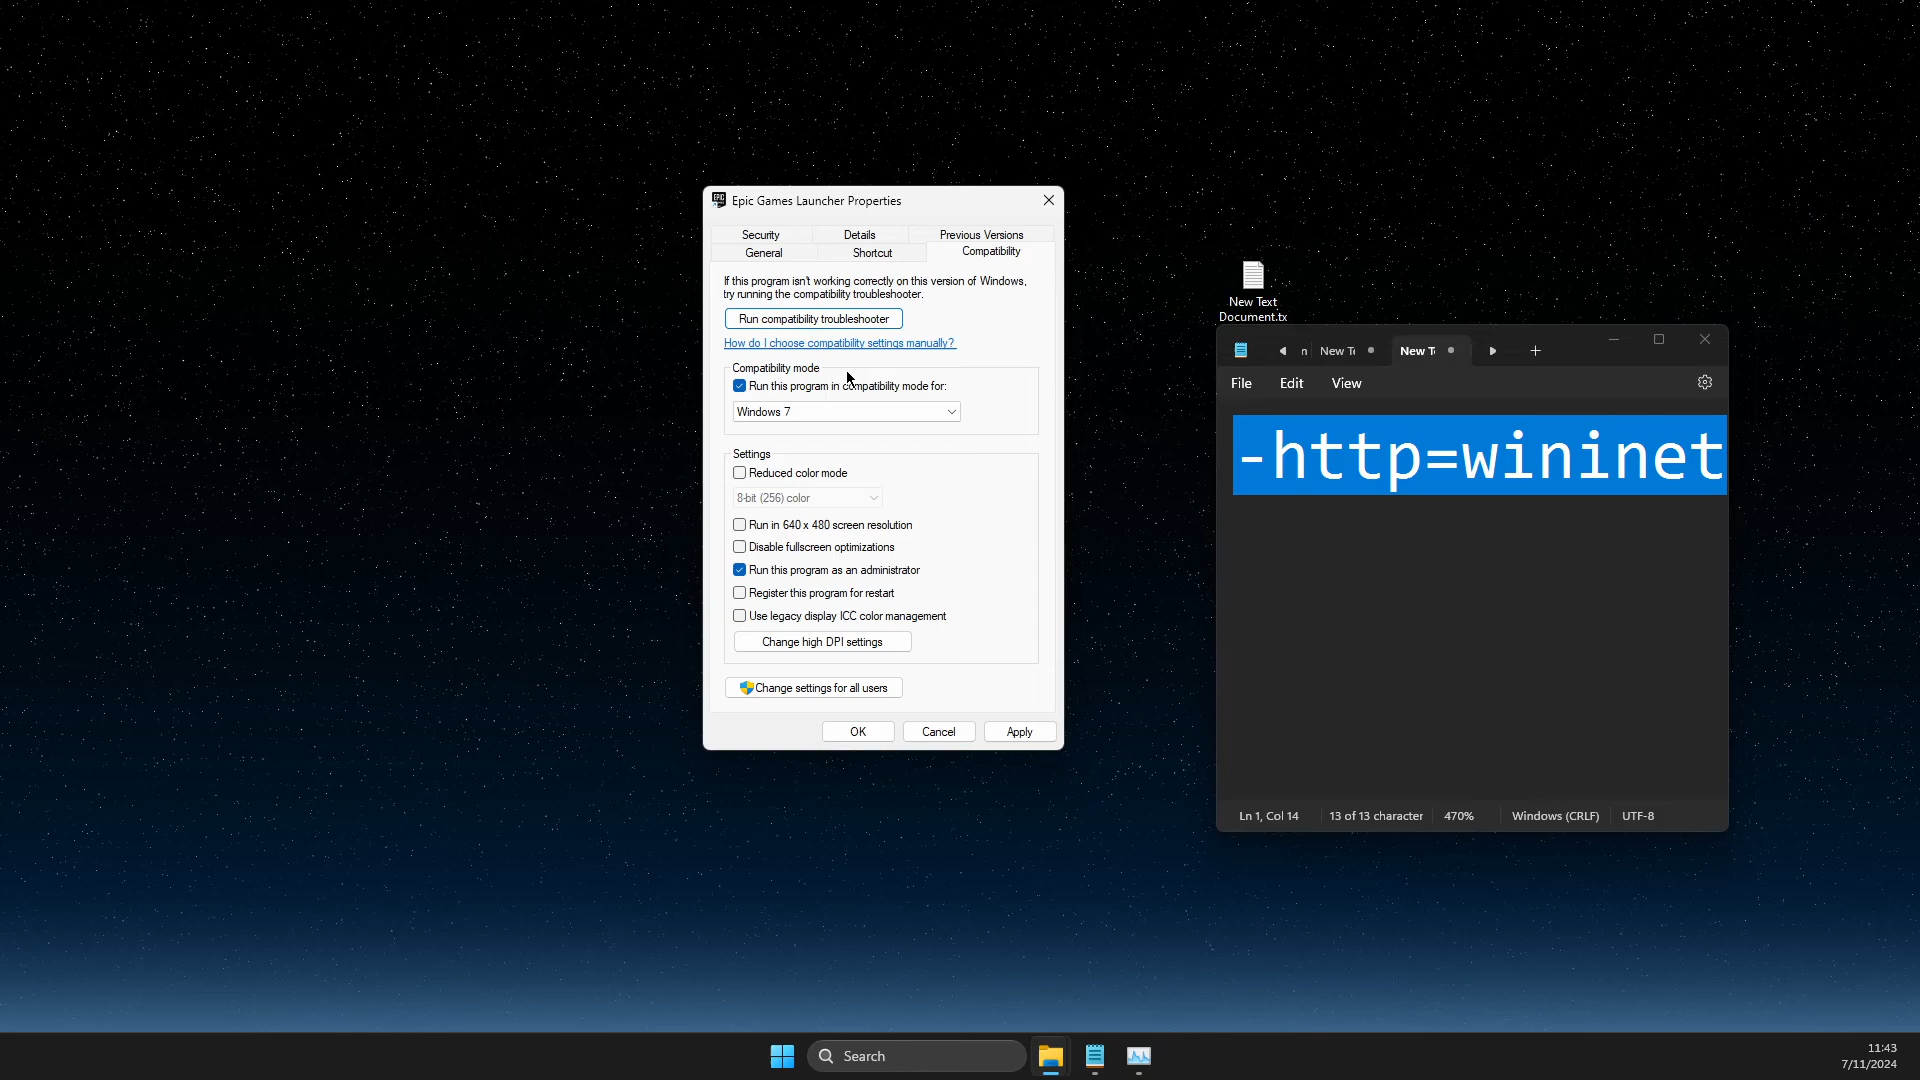 EPIC
Epic Games Launcher Properties
Security Details Previous Versions
General Shortcut Compatibility
If this program isn't working correctly on this version of Windows,
try running the compatibility troubleshooter.
Run compatibility troubleshooter
How do I choose compatibility settings manually?
Compatibility mode
Run this program in compatibility mode for:
Windows 7
Settings
Reduced color mode
8-bit (256) color
Run in 640 x 480 screen resolution
Disable fullscreen optimizations
Run this program as an administrator
Register this program for restart
Use legacy display ICC color management
Change high DPI settings
Change settings for all users
OK Cancel Apply
New Text
Document.tx
n New Te New T
File Edit View
-http=wininet
Ln 1, Col 14 13 of 13 character 470% Windows (CRLF) UTF-8
Search
11:43
7/11/2024